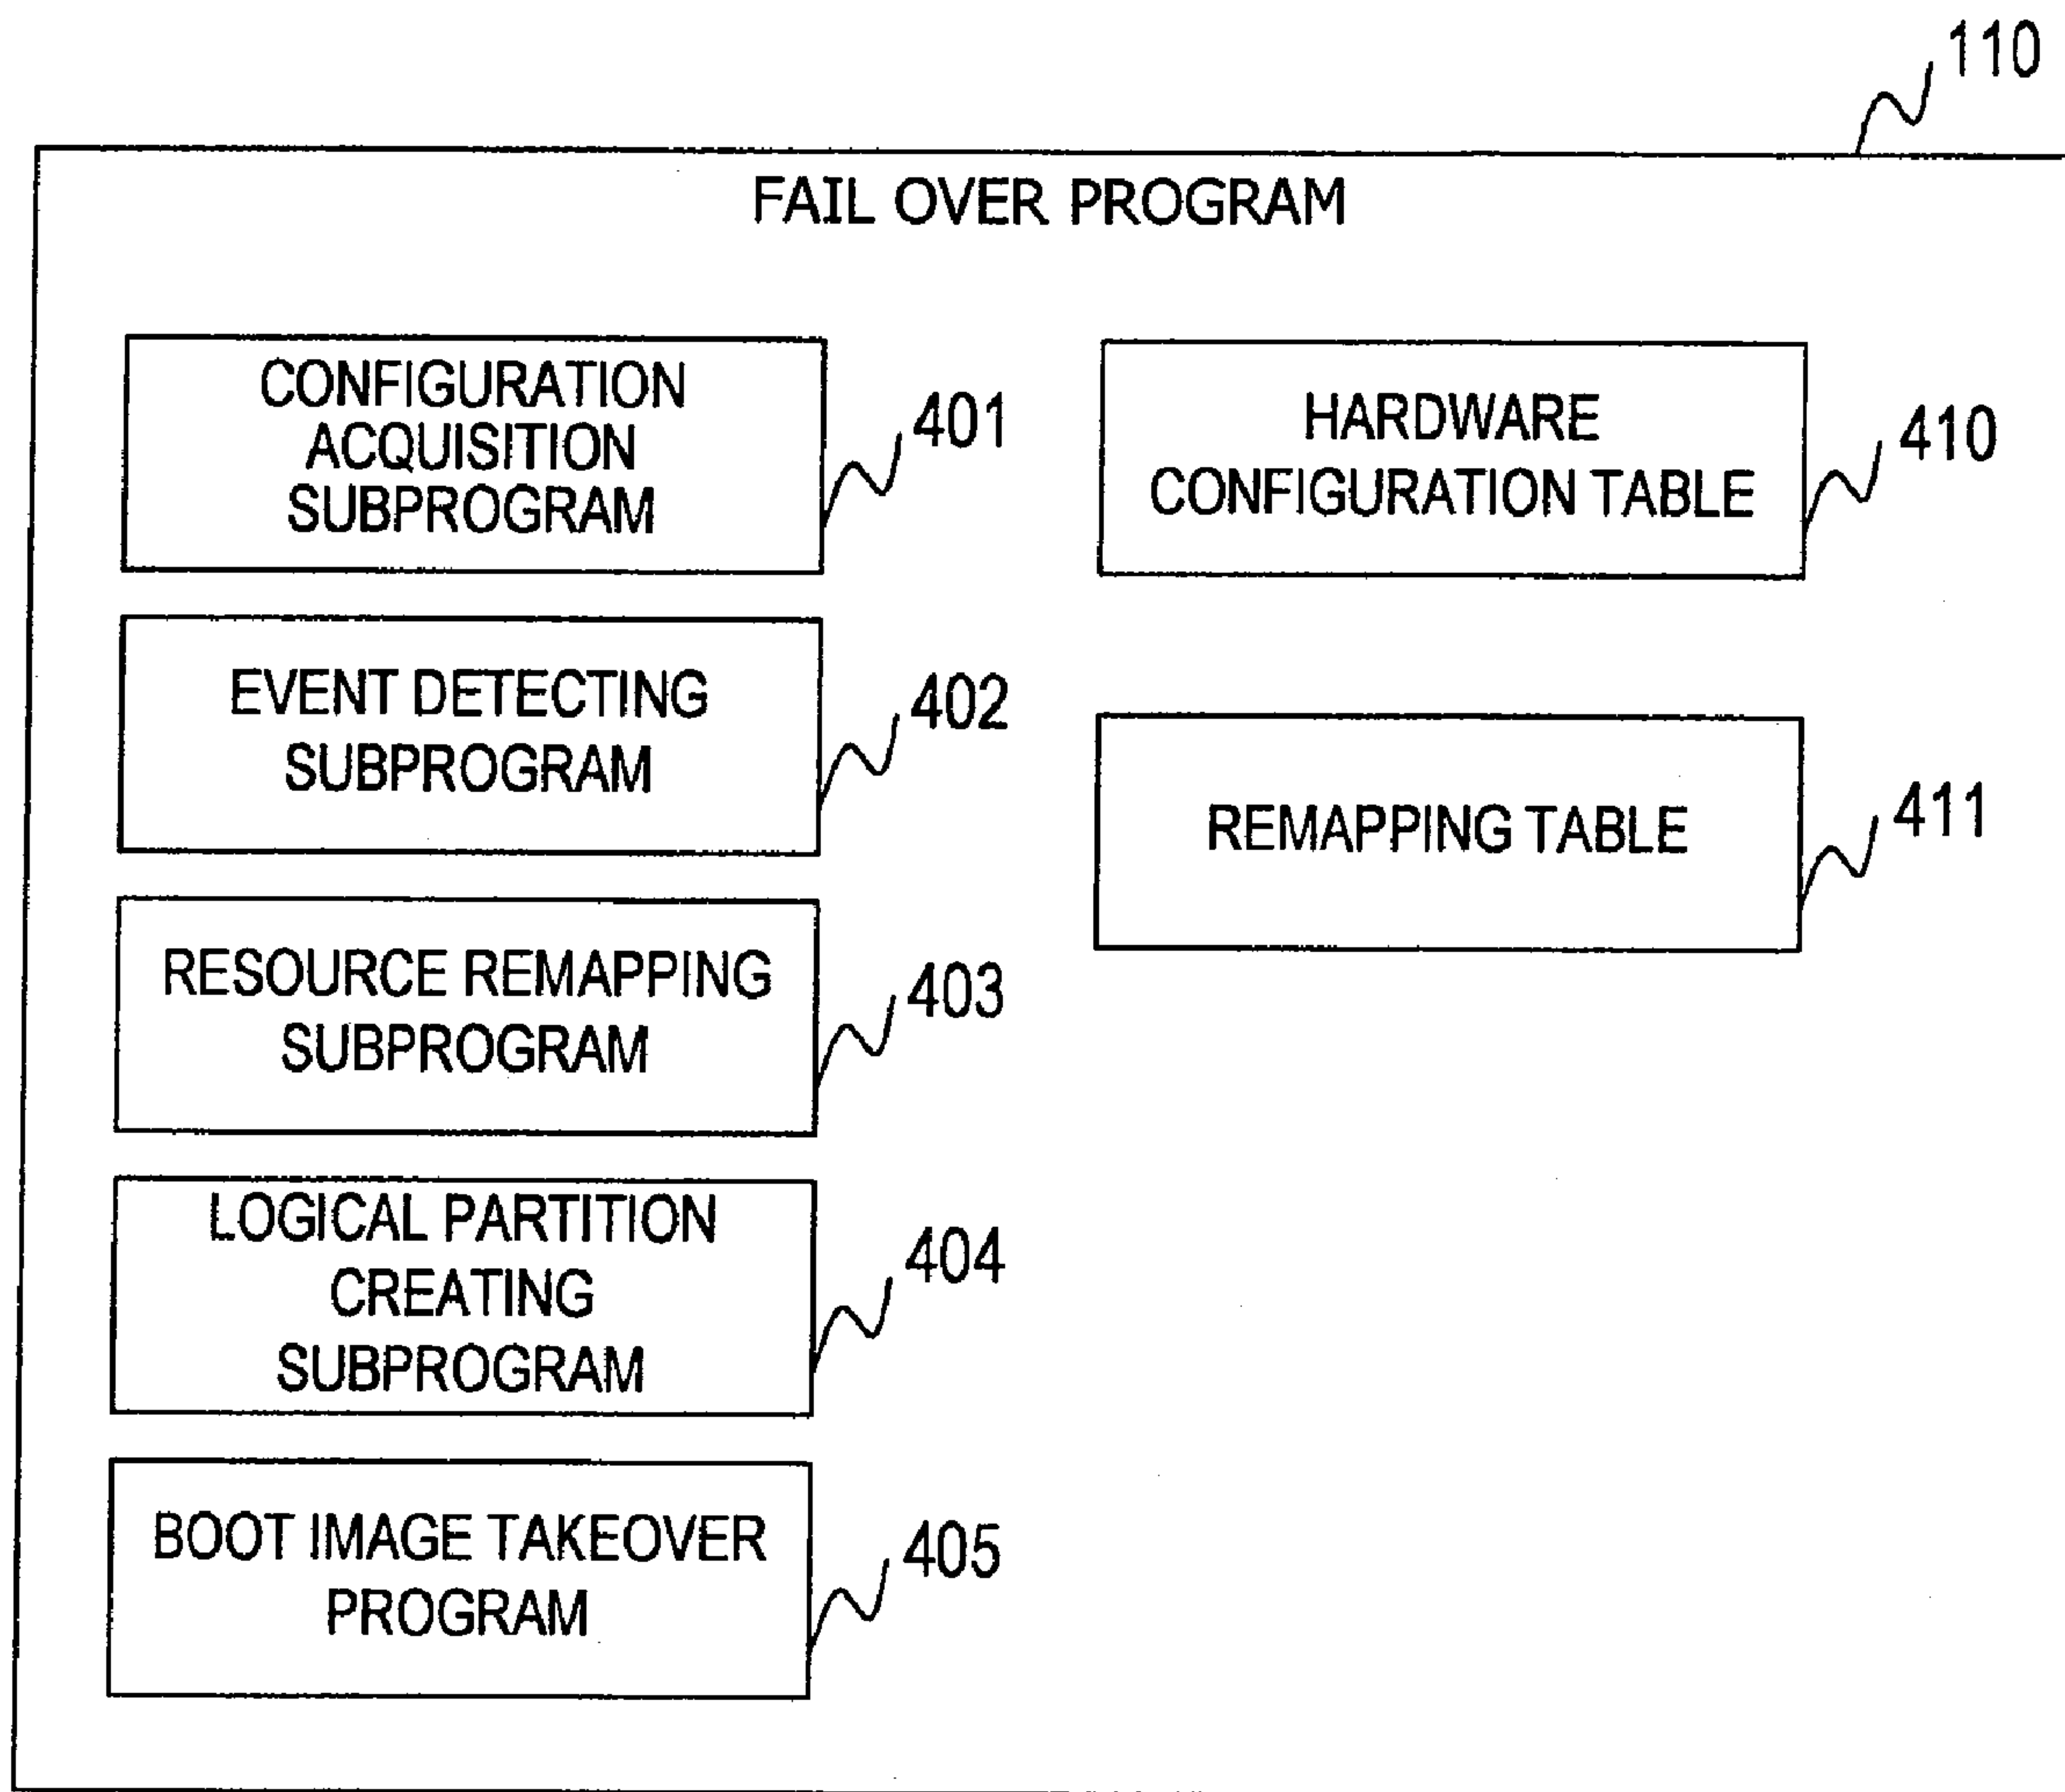 110
FAIL OVER PROGRAM
CONFIGURATION
ACQUISITION
SUBPROGRAM
401
EVENT DETECTING
SUBPROGRAM
402
RESOURCE REMAPPING
SUBPROGRAM
403
LOGICAL PARTITION
CREATING
SUBPROGRAM
404
BOOT IMAGE TAKEOVER
PROGRAM
405
HARDWARE
CONFIGURATION TABLE
410
REMAPPING TABLE
411